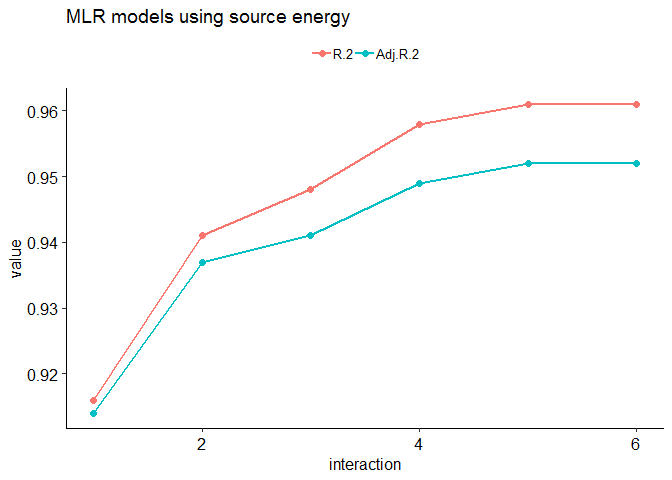 MLR models using source energy
R.2 Adj.R.2
0.96
0.95
0.94
0.93
0.92
value
2 4 6
interaction